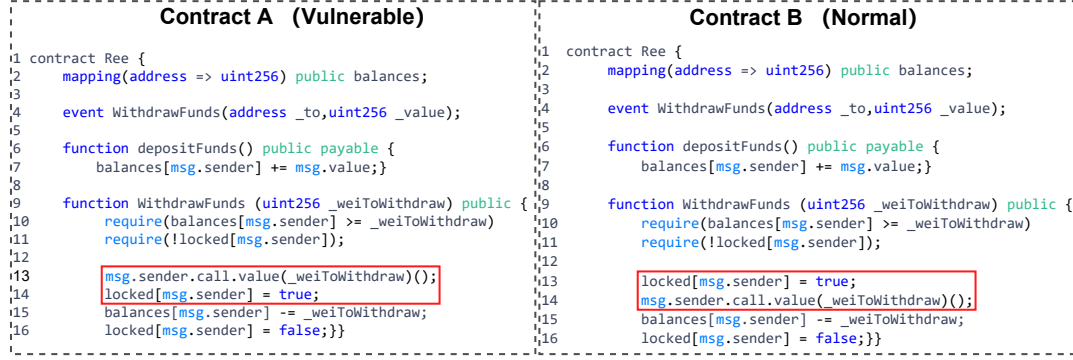 Contract A （Vulnerable）
1 contract Ree {
2 mapping(address => uint256) public balances;
3
4 event WithdrawFunds(address _to,uint256 _value);
5
6 function depositFunds() public payable {
7 balances[msg.sender] += msg.value;}
8
9 function WithdrawFunds (uint256 _weiToWithdraw) public {
10 require(balances[msg.sender] >= _weiToWithdraw)
11 require(!locked[msg.sender]);
12
13 msg.sender.call.value(_weiToWithdraw)();
14 locked[msg.sender] = true;
15 balances[msg.sender] -= _weiToWithdraw;
16 locked[msg.sender] = false;}}
Contract B （Normal）
1 contract Ree {
2 mapping(address => uint256) public balances;
3
4 event WithdrawFunds(address _to,uint256 _value);
5
6 function depositFunds() public payable {
7 balances[msg.sender] += msg.value;}
8
9 function WithdrawFunds (uint256 _weiToWithdraw) public {
10 require(balances[msg.sender] >= _weiToWithdraw)
11 require(!locked[msg.sender]);
12
13 locked[msg.sender] = true;
14 msg.sender.call.value(_weiToWithdraw)();
15 balances[msg.sender] -= _weiToWithdraw;
16 locked[msg.sender] = false;}}